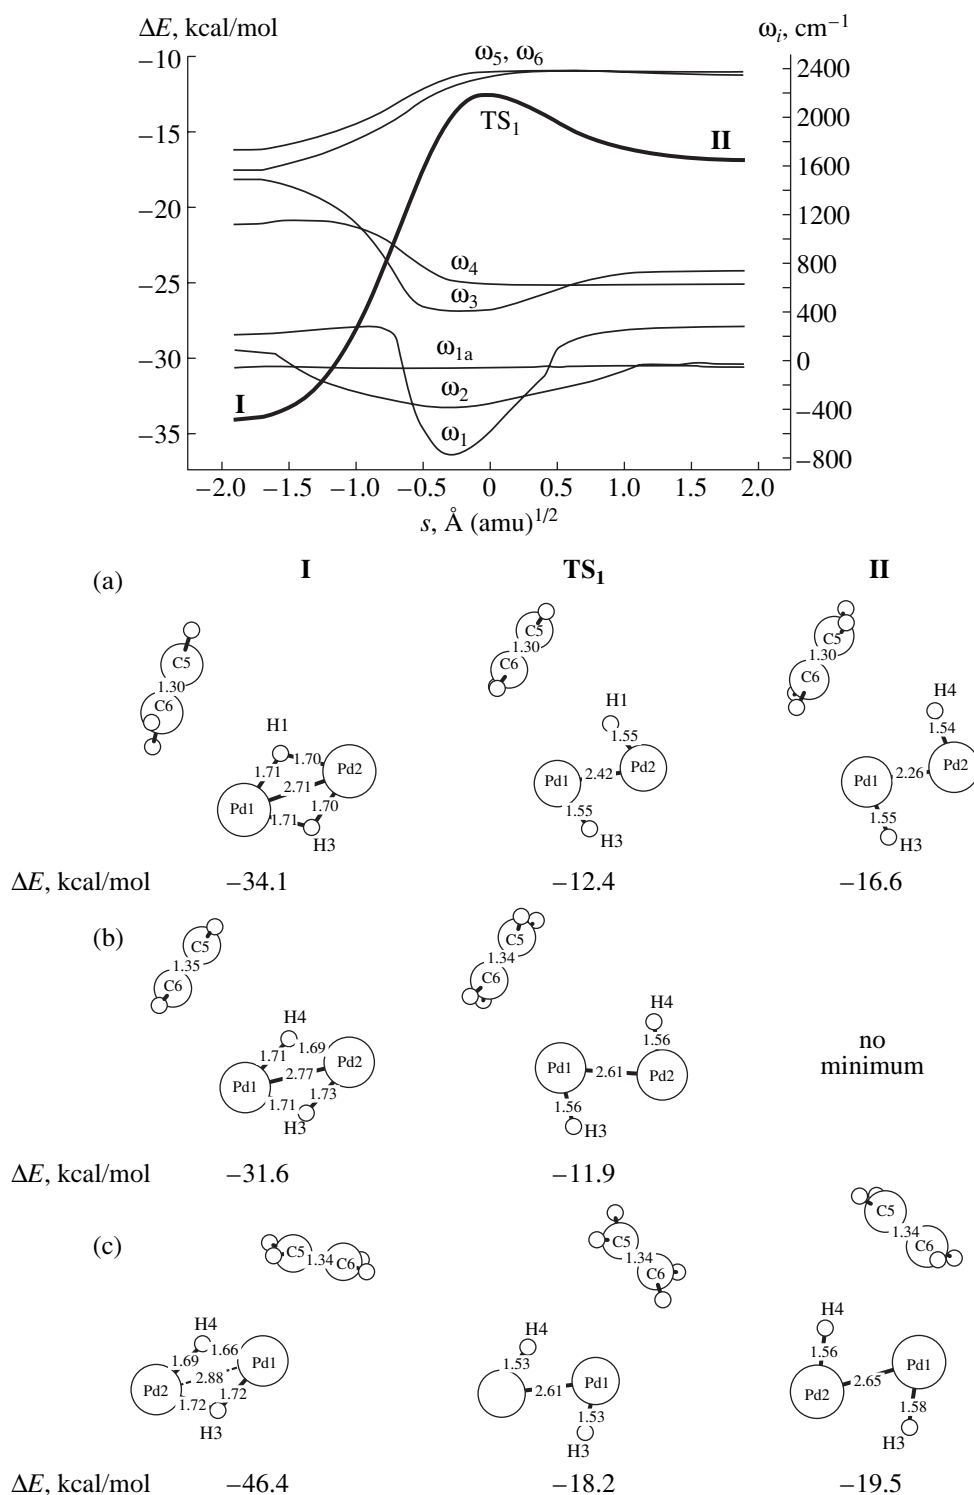 ΔE, kcal/mol ωi, cm−1
−10 ω5, ω6 2400
TS1 2000
−15 II
1600
−20 1200
ω4 800
−25 ω3
400
ω1a 0
−30
I ω2 −400
−35 ω1
−800
−2.0 −1.5 −1.0 −0.5 0 0.5 1.0 1.5 2.0
s, Å (amu)1/2
(a) I TS1 II
C5 C5 C5
1.30 1.30 1.30
C6 C6 C6
H1 H1 H4
1.71 1.70 1.55 1.54
Pd2 Pd2 Pd2
2.71 2.42 2.26
Pd1 Pd1 Pd1
1.71 1.70 1.55 1.55
H3 H3 H3
ΔE, kcal/mol −34.1 −12.4 −16.6
(b) C5 C5
1.35 1.34
C6 C6
H4 H4
1.71 1.69 1.56
Pd2 Pd1 no
2.77 2.61 minimum
Pd1 Pd2
1.71 1.73 1.56
H3 H3
ΔE, kcal/mol −31.6 −11.9
(c) C5 1.34 C6 C5 1.34 C6 C5 1.34 C6
H4 H4 H4
1.69 1.66 1.53 1.56
Pd1 Pd1 Pd1
2.88 2.61 2.65
Pd2 Pd2
1.72 1.72 1.53 1.58
H3 H3 H3
ΔE, kcal/mol −46.4 −18.2 −19.5